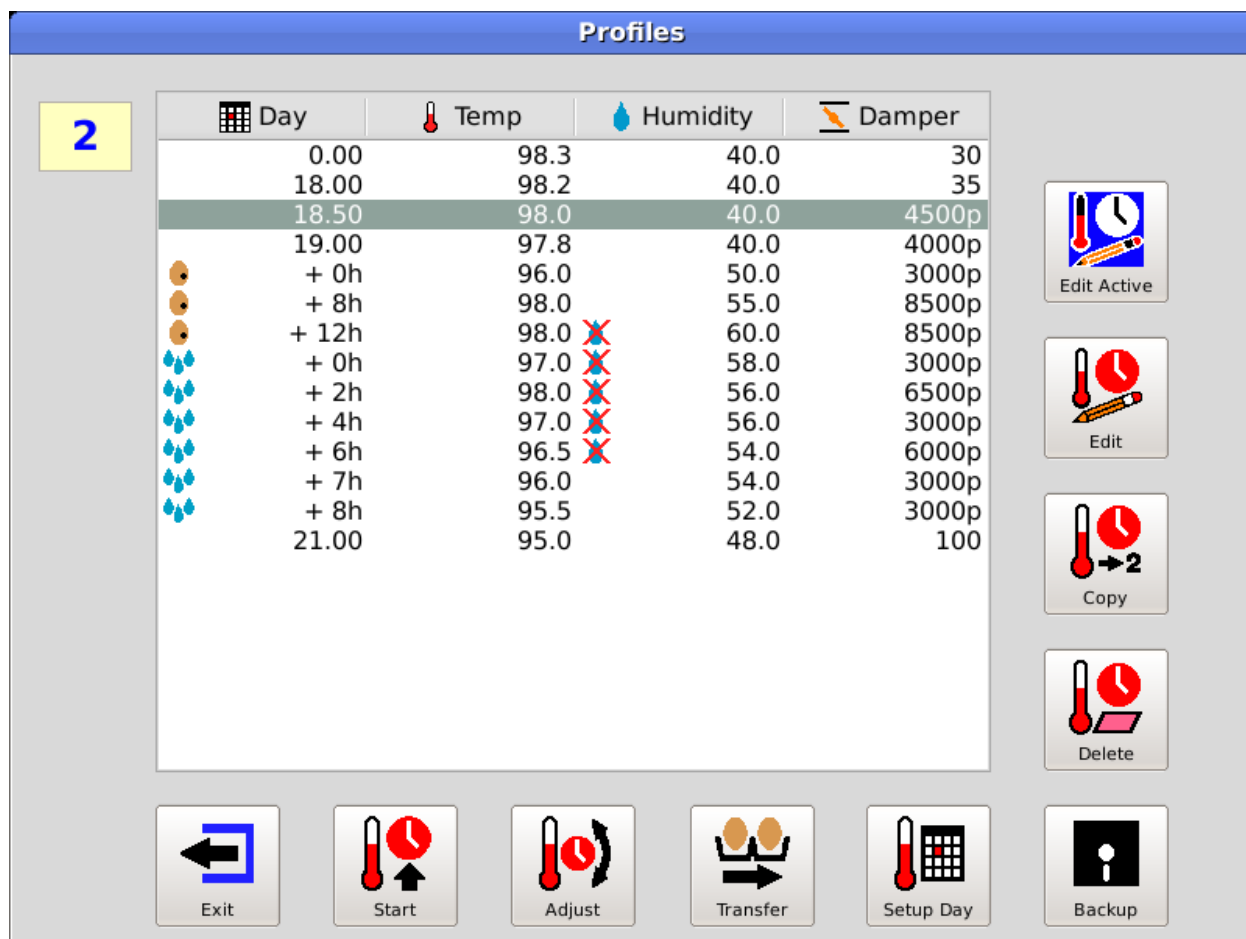 Profiles
2
Day Temp Humidity Damper
0.00 98.3 40.0 30
18.00 98.2 40.0 35
18.50 98.0 40.0 4500p
19.00 97.8 40.0 4000p
+ 0h 96.0 50.0 3000p
+ 8h 98.0 55.0 8500p
+ 12h 98.0 60.0 8500p
+ 0h 97.0 58.0 3000p
+ 2h 98.0 56.0 6500p
+ 4h 97.0 56.0 3000p
+ 6h 96.5 54.0 6000p
+ 7h 96.0 54.0 3000p
+ 8h 95.5 52.0 3000p
21.00 95.0 48.0 100
Edit Active
Edit
2
Copy
Delete
Exit Start Adjust Transfer Setup Day Backup